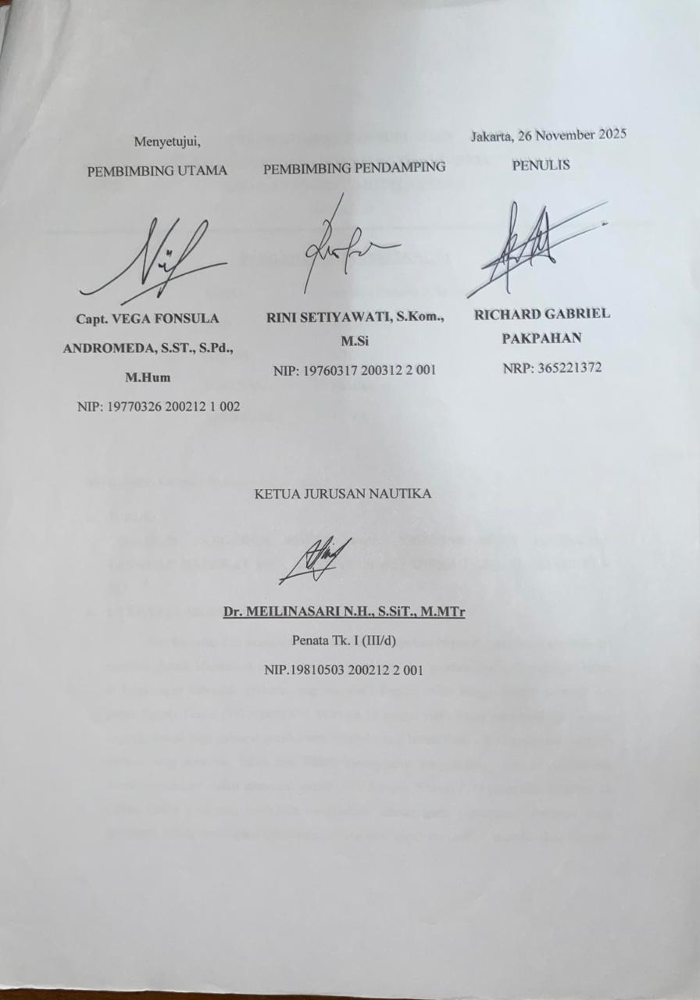 Menyetujui,
Jakarta, 26 November 2025
PEMBIMBING UTAMA
PEMBIMBING PENDAMPING
PENULIS
Capt. VEGA FONSULA
ANDROMEDA, S.ST., S.Pd.,
M.Hum
NIP: 19770326 200212 1 002
RINI SETIYAWATI, S.Kom.,
M.Si
NIP: 19760317 200312 2 001
RICHARD GABRIEL
PAKPAHAN
NRP: 365221372
KETUA JURUSAN NAUTIKA
Dr. MEILINASARI N.H., S.SiT., M.MTr
Penata Tk. I (III/d)
NIP.19810503 200212 2 001